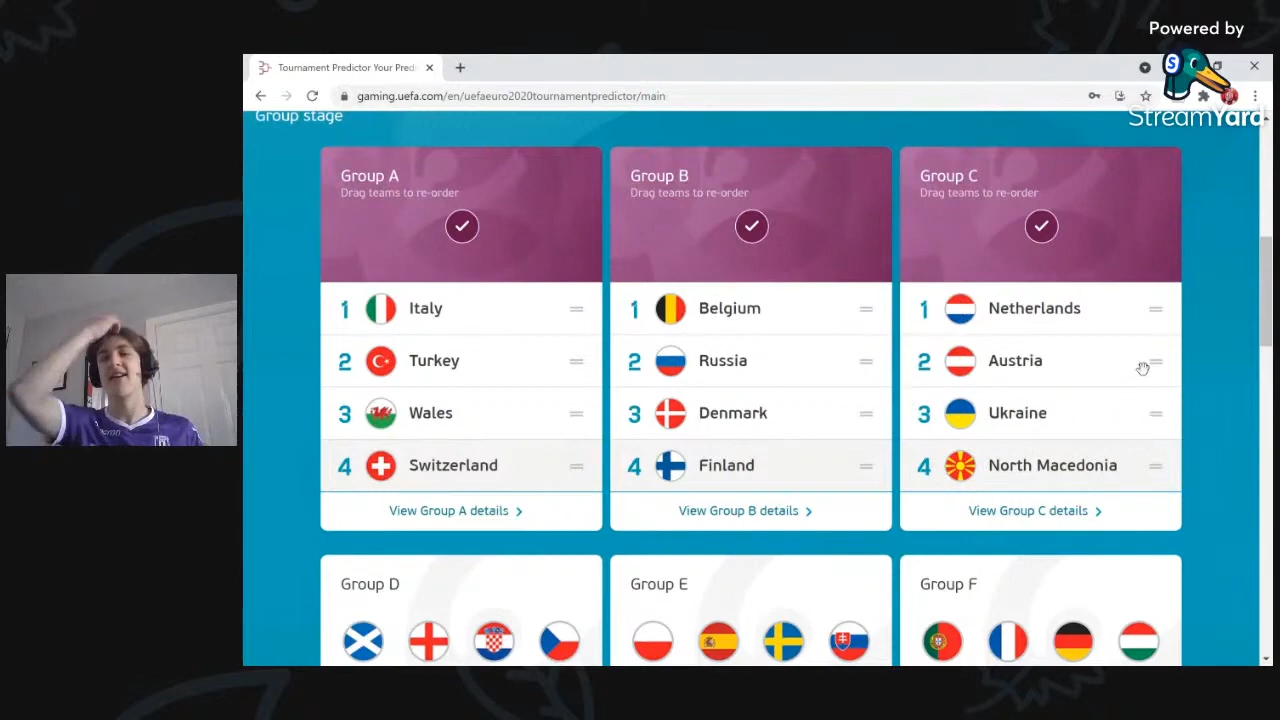 Powered by
StreamYard
Tournament Predictor Your Pred
gaming.uefa.com/en/uefaeuro2020tournamentpredictor/main
Group stage
Group A
Drag teams to re-order
1 Italy
2 Turkey
3 Wales
4 Switzerland
View Group A details
Group B
Drag teams to re-order
1 Belgium
2 Russia
3 Denmark
4 Finland
View Group B details
Group C
Drag teams to re-order
1 Netherlands
2 Austria
3 Ukraine
4 North Macedonia
View Group C details
Group D
Group E
Group F